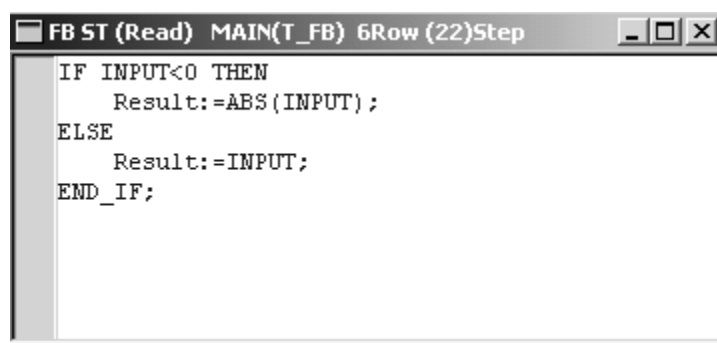 FB ST (Read) MAIN(T_FB) 6Row (22)Step
IF INPUT<0 THEN
    Result:=ABS(INPUT);
ELSE
    Result:=INPUT;
END_IF;